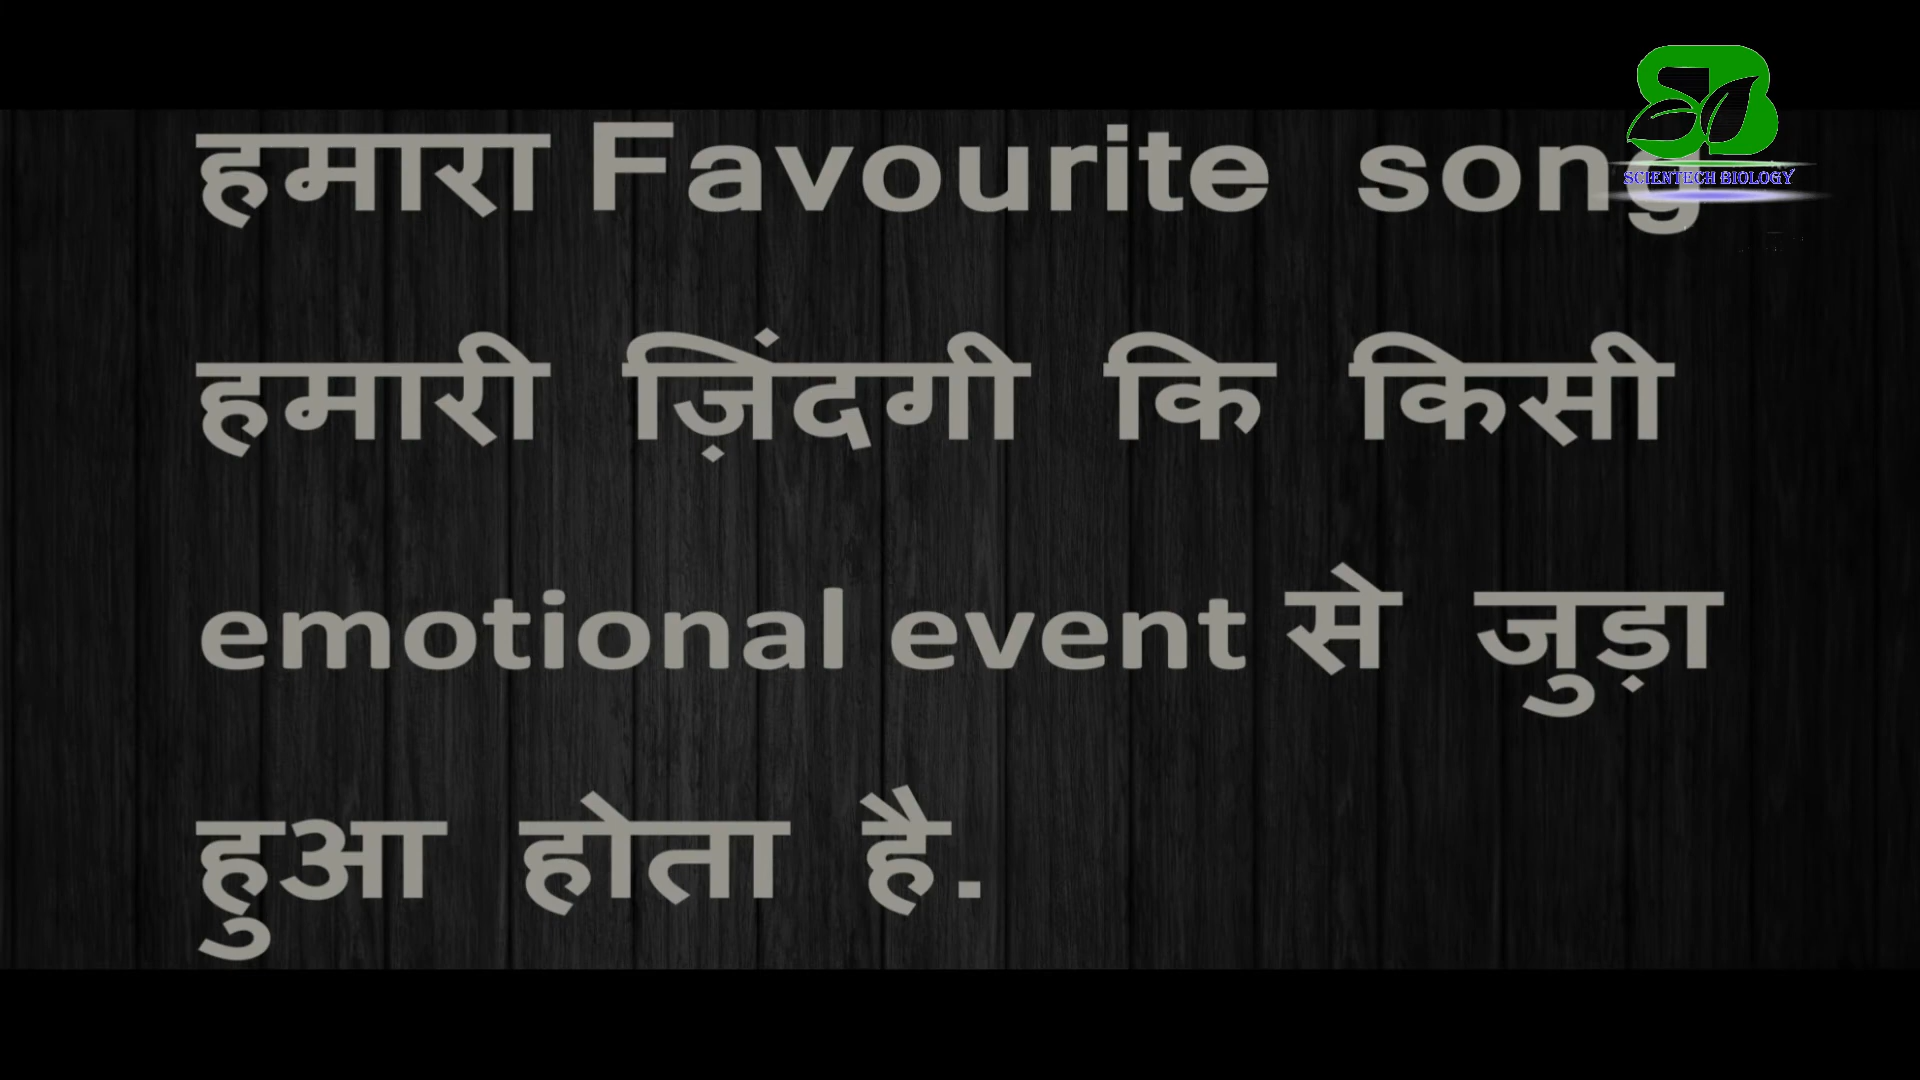 हमारा Favourite song
SCIENTECH BIOLOGY
हमारी ज़िंदगी कि किसी
emotional event से जुड़ा
हुआ होता है.